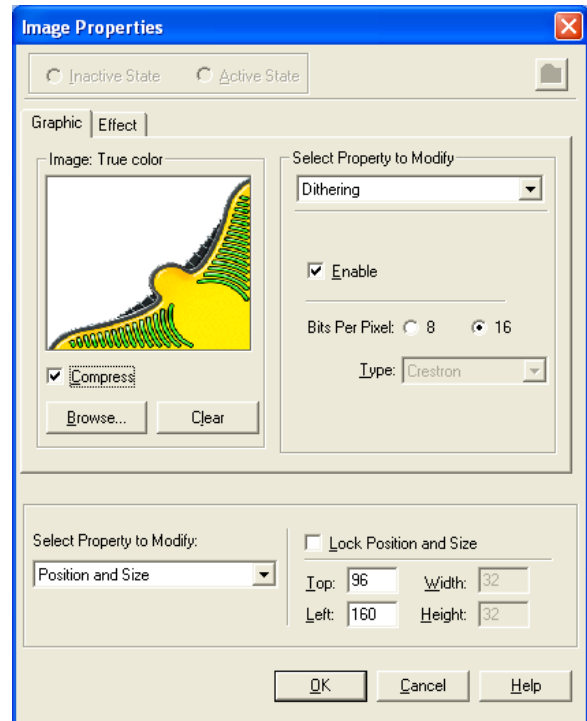 Image Properties
Inactive State Active State
Graphic Effect
Image: True color
Select Property to Modify
Dithering
Enable
Bits Per Pixel: 8 16
Compress
Type: Crestron
Browse... Clear
Select Property to Modify:
Lock Position and Size
Position and Size
Top: 96 Width: 32
Left: 160 Height: 32
OK Cancel Help